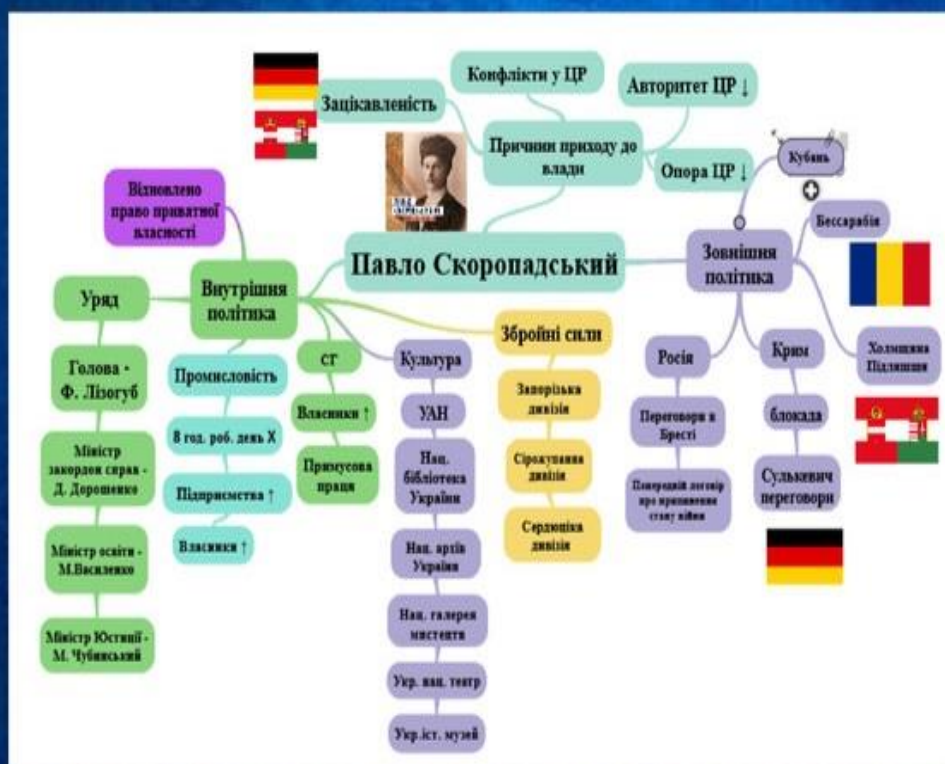 Конфлікти у ЦР
Авторитет ЦР ↓
Зацікавленість
Причини приходу до
влади
Опора ЦР ↓
Кубань
Відновлено
право приватної
власності
Бессарабія
Павло Скоропадський
Зовнішня
політика
Уряд
Внутрішня
політика
Збройні сили
Голова -
Ф. Лізогуб
Промисловість
СГ
Культура
Росія
Крим
Холмщина
Підляшшя
Міністр
закордон справ -
Д. Дорошенко
8 год. роб. день Х
Власники ↑
УАН
Запорізька
дивізія
Переговори в
Бресті
блокада
Підприємства ↑
Примусова
праця
Нац.
бібліотека
України
Сірожупанна
дивізія
Попередній договір
про припинення
стану війни
Сулькевич
переговори
Міністр освіти -
М.Василенко
Власники ↑
Нац. архів
України
Сердюцька
дивізія
Міністр Юстиції -
М. Чубинський
Нац. галерея
мистецтв
Укр. нац. театр
Укр.іст. музей